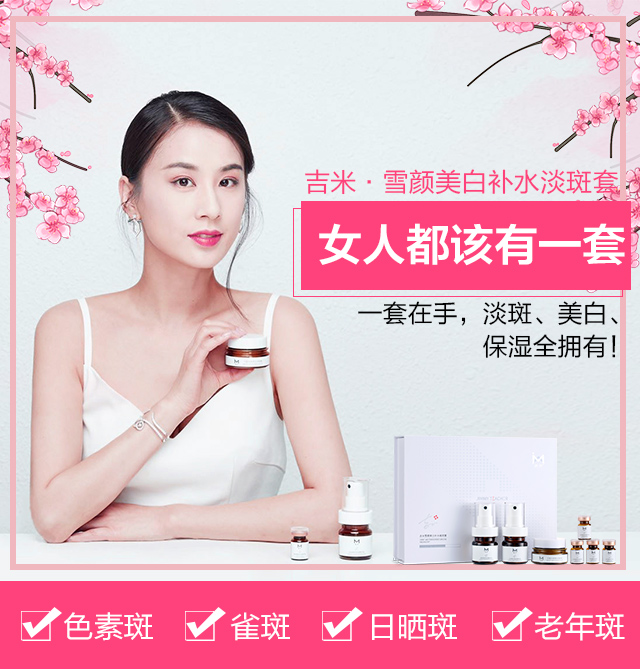 吉米·雪颜美白补水淡斑套
女人都该有一套
一套在手，淡斑、美白、
保湿全拥有！
M
色素斑
雀斑
日晒斑
老年斑